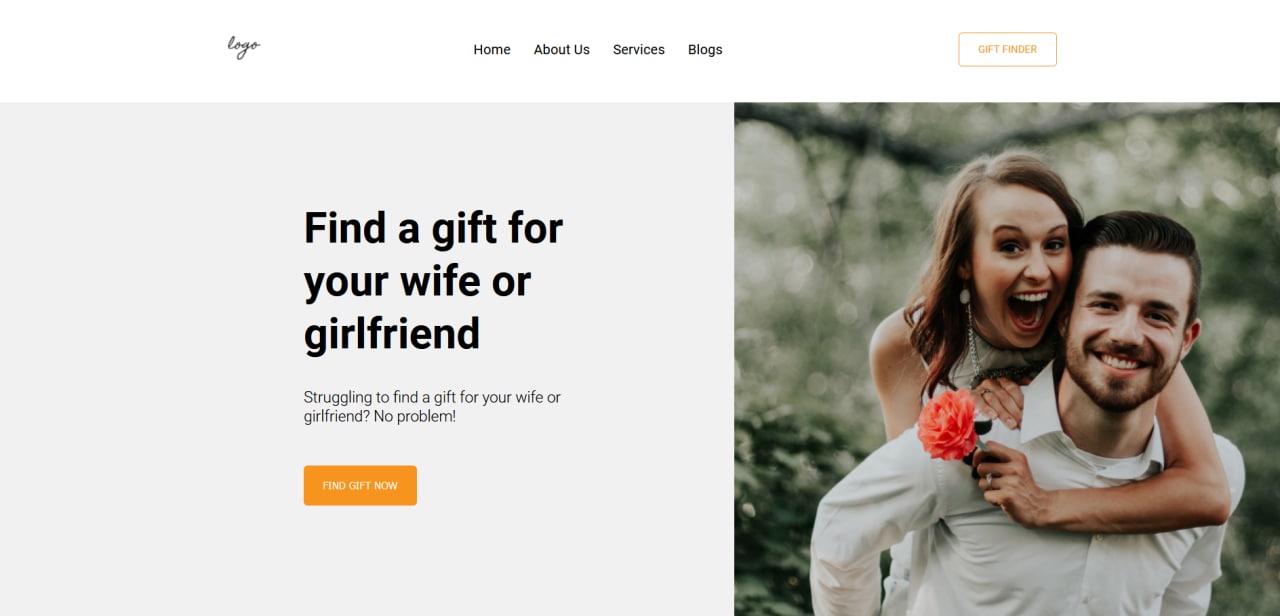 logo
Home About Us Services Blogs
GIFT FINDER
Find a gift for
your wife or
girlfriend
Struggling to find a gift for your wife or
girlfriend? No problem!
FIND GIFT NOW